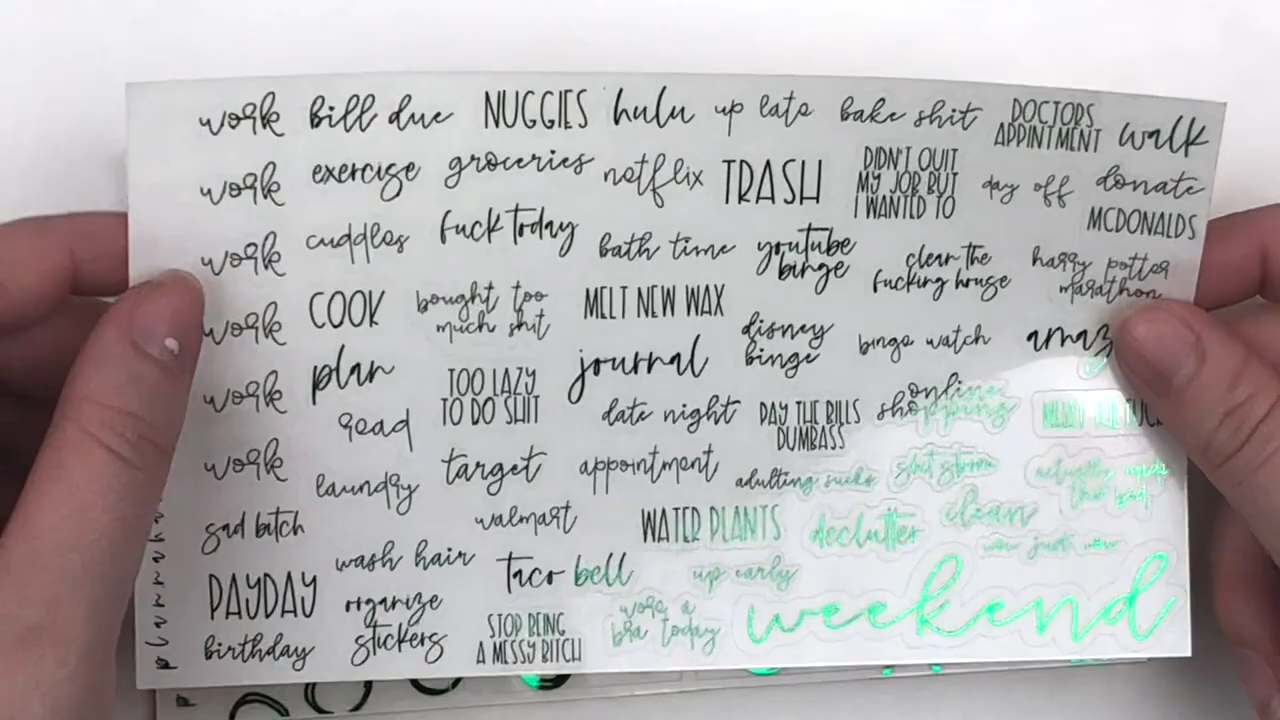 work bill due NUGGIES hulu up late bake shit DOCTORS APPINTMENT walk
work exercise groceries netflix TRASH DIDN'T QUIT MY JOB BUT I WANTED TO day off donate
MCDONALDS
work cuddles fuck today bath time youtube binge clean the fucking house harry potter marathon
work COOK bought too much shit MELT NEW WAX disney binge binge watch amaz
work plan TOO LAZY TO DO SHIT journal
read date night PAY THE BILLS DUMBASS online shopping
work laundry target appointment adulting sucks shit storm
sad bitch walmart WATER PLANTS declutter clean
wash hair taco bell up early wow just wow
PAYDAY organize stickers STOP BEING A MESSY BITCH wore a bra today weekend
birthday